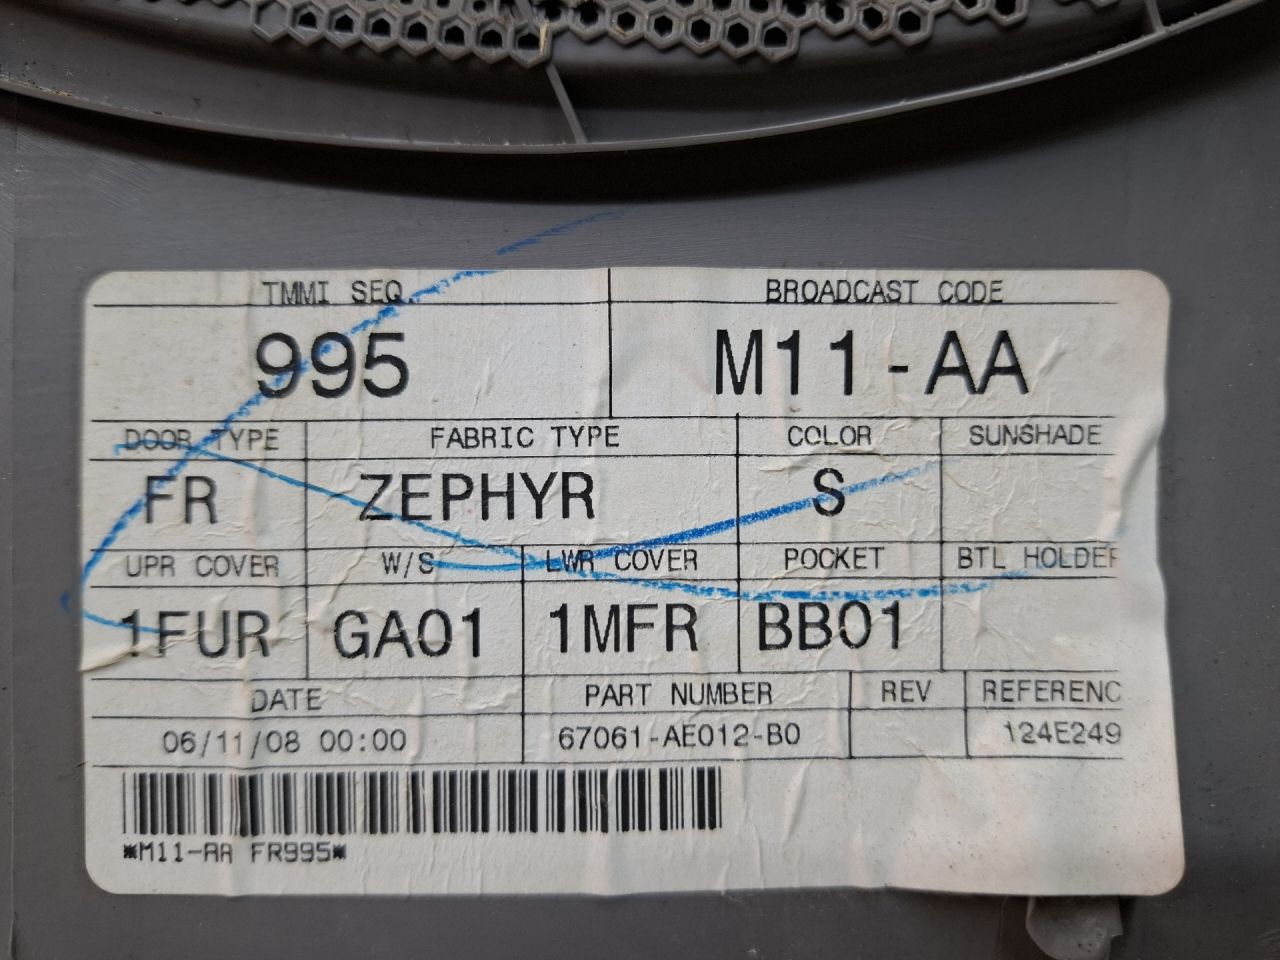 TMMI SEQ. BROADCAST CODE
995 M11-AA
DOOR TYPE FABRIC TYPE COLOR SUNSHADE
FR ZEPHYR S
UPR COVER W/S LWR COVER POCKET BTL HOLDER
1FUR GA01 1MFR BB01
DATE PART NUMBER REV REFERENC
06/11/08 00:00 67061-AE012-B0 124E249
*M11-AA FR995*